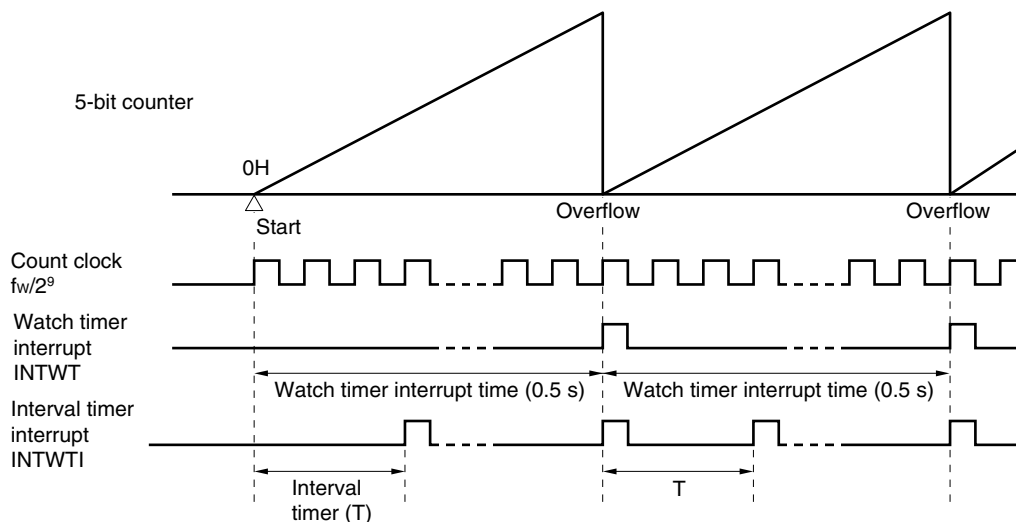 5-bit counter
0H
Start
Overflow
Overflow
Count clock
fw/2⁹
Watch timer
interrupt
INTWT
Watch timer interrupt time (0.5 s)
Watch timer interrupt time (0.5 s)
Interval timer
interrupt
INTWTI
Interval
timer (T)
T